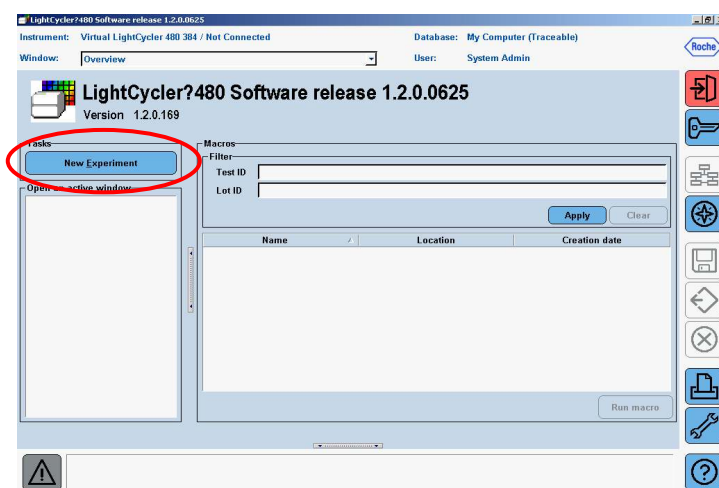 LightCycler?480 Software release 1.2.0.0625
Instrument: Virtual LightCycler 480 384 / Not Connected Database: My Computer (Traceable)
Window: Overview User: System Admin
Roche
LightCycler?480 Software release 1.2.0.0625
Version 1.2.0.169
Tasks
New Experiment
Open an active window
Macros
Filter
Test ID
Lot ID
Apply Clear
Name Location Creation date
Run macro